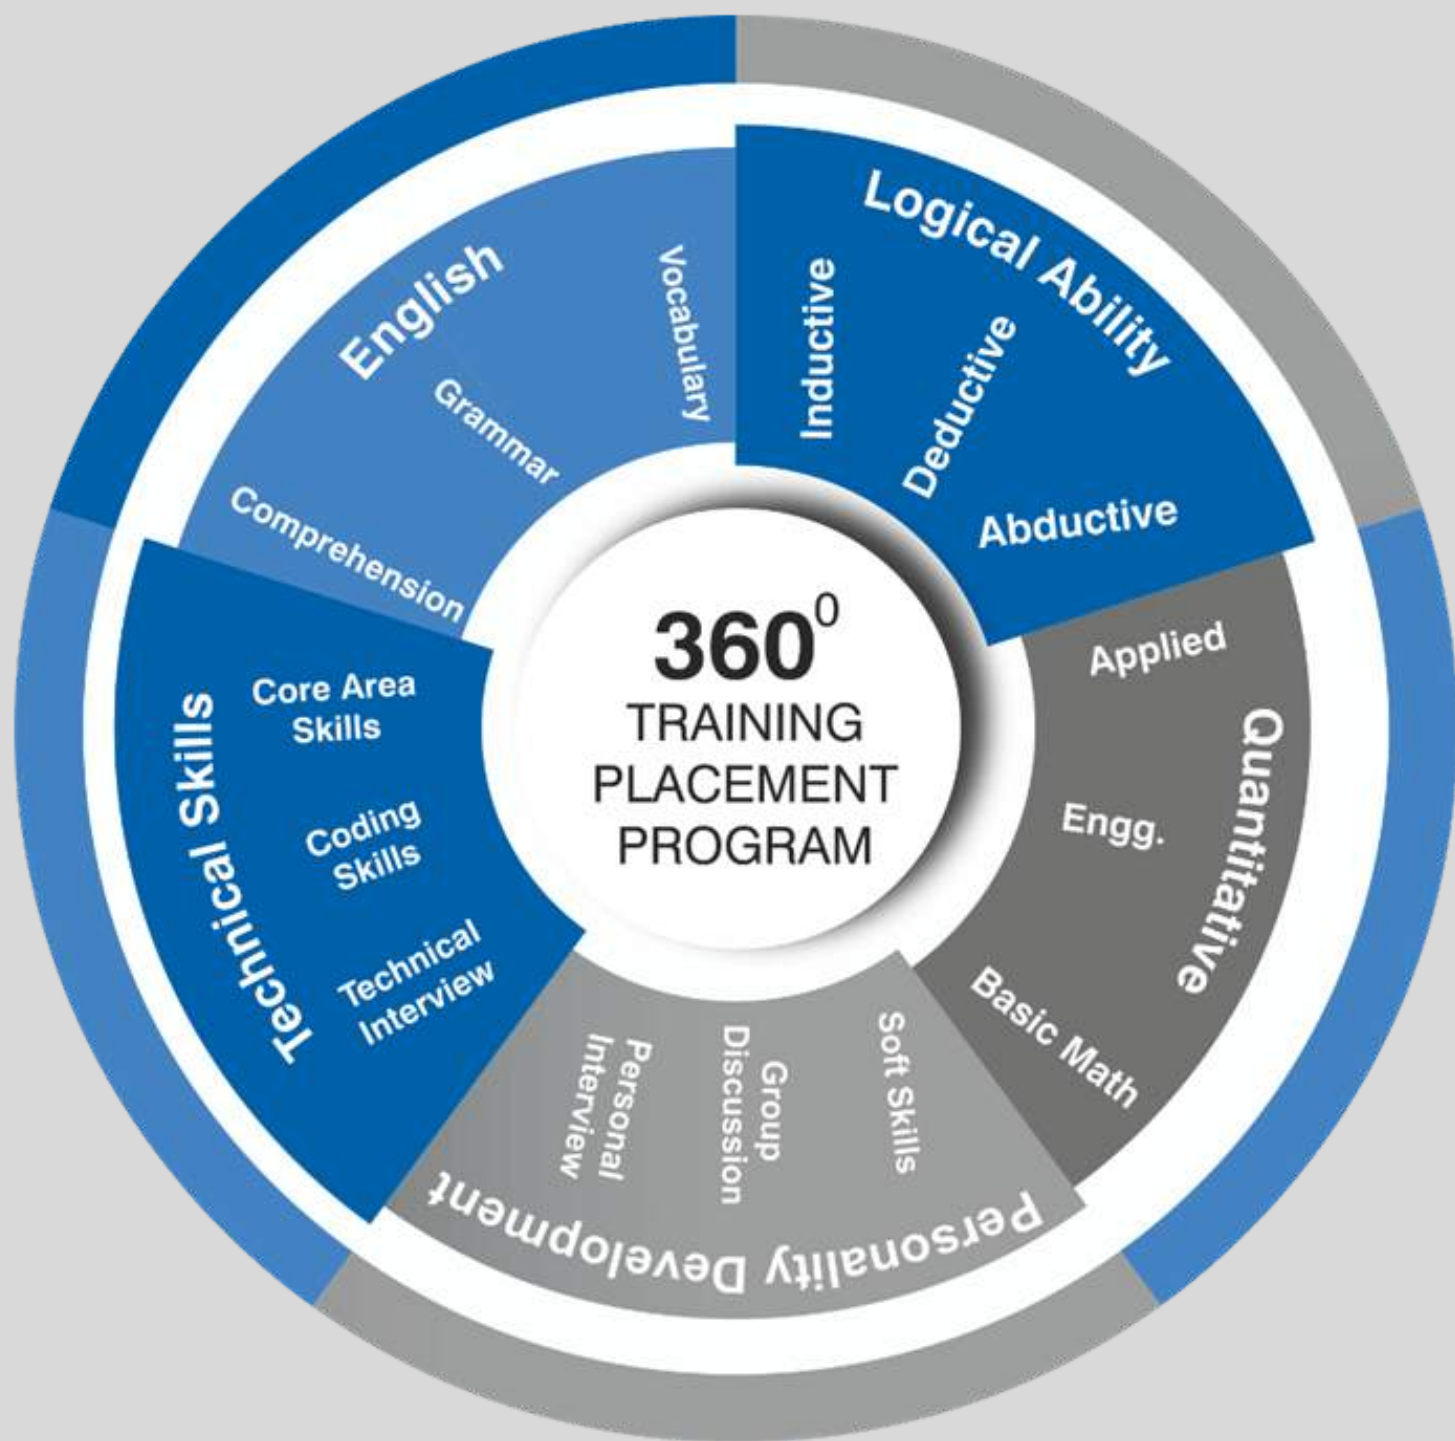 360⁰
TRAINING
PLACEMENT
PROGRAM
Logical Ability
Inductive
Deductive
Abductive
Quantitative
Applied
Engg.
Basic Math
Personality Development
Soft Skills
Group
Discussion
Personal
Interview
Technical Skills
Core Area
Skills
Coding
Skills
Technical
Interview
English
Comprehension
Grammar
Vocabulary